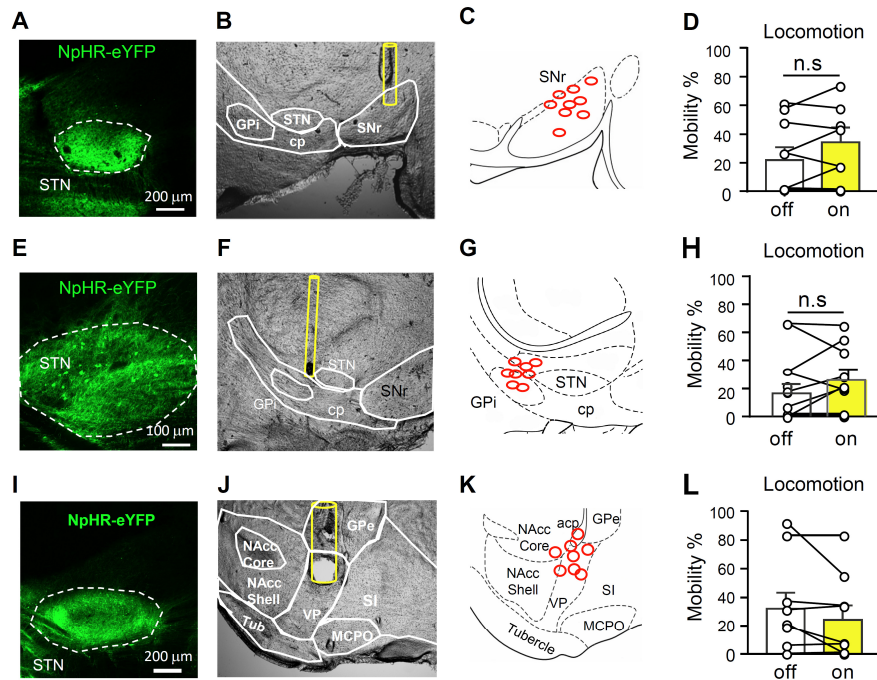 A
NpHR-eYFP
STN
200 µm
B
GPi
STN
cp
SNr
C
SNr
D
Locomotion
Mobility %
100
80
60
40
20
0
n.s
off
on
E
NpHR-eYFP
STN
100 µm
F
STN
SNr
GPi
cp
G
STN
GPi
cp
H
Locomotion
Mobility %
100
80
60
40
20
0
n.s
off
on
I
NpHR-eYFP
STN
200 µm
J
GPe
NAcc
Core
NAcc
Shell
VP
SI
Tub
MCPO
K
acp
GPe
NAcc
Core
NAcc
Shell
SI
VP
MCPO
Tubercle
L
Locomotion
Mobility %
100
80
60
40
20
0
off
on